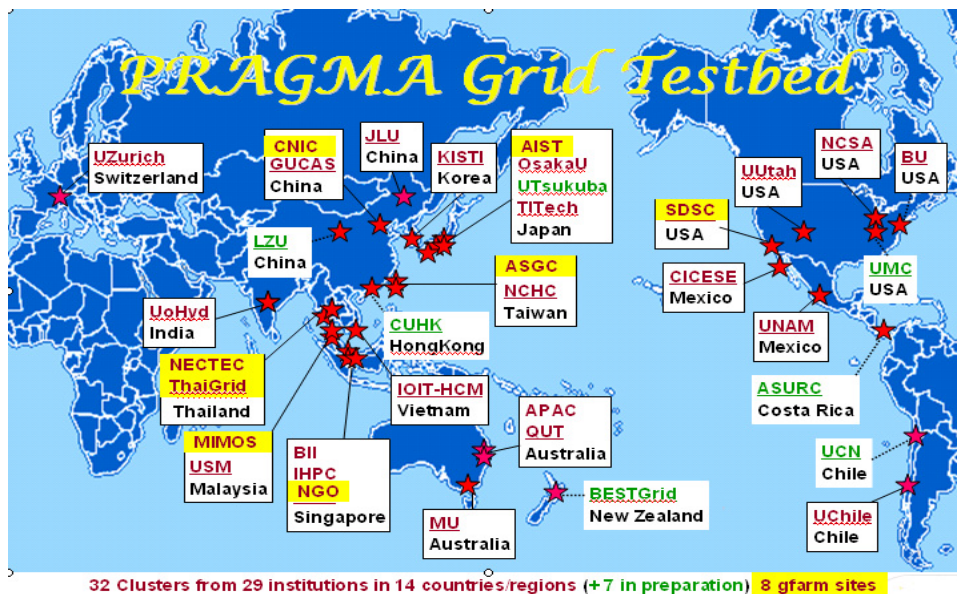 PRAGMA Grid Testbed
UZurich
Switzerland
CNIC
GUCAS
China
JLU
China
KISTI
Korea
AIST
OsakaU
UTsukuba
TITech
Japan
LZU
China
ASGC
NCHC
Taiwan
UoHyd
India
CUHK
HongKong
NECTEC
ThaiGrid
Thailand
IOIT-HCM
Vietnam
MIMOS
USM
Malaysia
BII
IHPC
NGO
Singapore
APAC
QUT
Australia
MU
Australia
BESTGrid
New Zealand
NCSA
USA
BU
USA
UUtah
USA
SDSC
USA
UMC
USA
CICESE
Mexico
UNAM
Mexico
ASURC
Costa Rica
UCN
Chile
UChile
Chile
32 Clusters from 29 institutions in 14 countries/regions (+7 in preparation) 8 gfarm sites